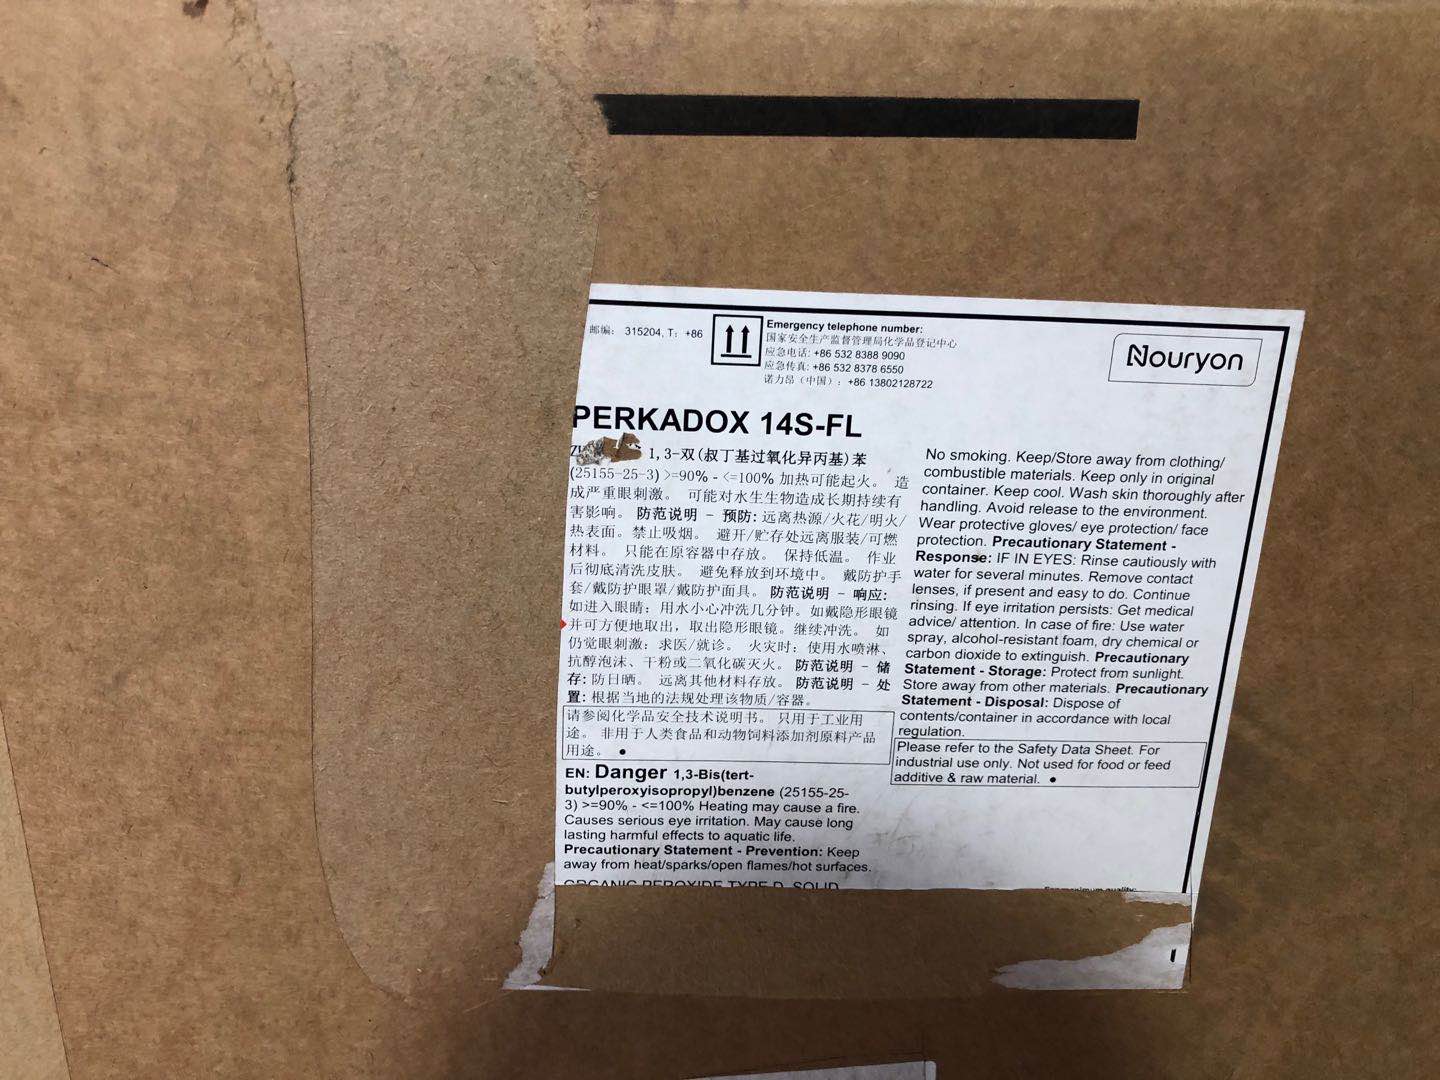 邮编： 315204, T： +86
Emergency telephone number:
国家安全生产监督管理局化学品登记中心
应急电话: +86 532 8388 9090
应急传真: +86 532 8378 6550
诺力昂（中国）: +86 13802128722
Nouryon
PERKADOX 14S-FL
1,3-双(叔丁基过氧化异丙基)苯
(25155-25-3) >=90% - <=100% 加热可能起火。 造
成严重眼刺激。 可能对水生生物造成长期持续有
害影响。 防范说明 - 预防: 远离热源/火花/明火/
热表面。禁止吸烟。 避开/贮存处远离服装/可燃
材料。 只能在原容器中存放。 保持低温。 作业
后彻底清洗皮肤。 避免释放到环境中。 戴防护手
套/戴防护眼罩/戴防护面具。 防范说明 - 响应:
如进入眼睛: 用水小心冲洗几分钟。如戴隐形眼镜
并可方便地取出, 取出隐形眼镜。继续冲洗。 如
仍觉眼刺激: 求医/就诊。 火灾时: 使用水喷淋、
抗醇泡沫、干粉或二氧化碳灭火。 防范说明 - 储
存: 防日晒。 远离其他材料存放。 防范说明 - 处
置: 根据当地的法规处理该物质/容器。
请参阅化学品安全技术说明书。 只用于工业用
途。 非用于人类食品和动物饲料添加剂原料产品
用途。 ●
EN: Danger 1,3-Bis(tert-
butylperoxyisopropyl)benzene (25155-25-
3) >=90% - <=100% Heating may cause a fire.
Causes serious eye irritation. May cause long
lasting harmful effects to aquatic life.
Precautionary Statement - Prevention: Keep
away from heat/sparks/open flames/hot surfaces.
ORGANIC PEROXIDE TYPE D, SOLID
No smoking. Keep/Store away from clothing/
combustible materials. Keep only in original
container. Keep cool. Wash skin thoroughly after
handling. Avoid release to the environment.
Wear protective gloves/ eye protection/ face
protection. Precautionary Statement -
Response: IF IN EYES: Rinse cautiously with
water for several minutes. Remove contact
lenses, if present and easy to do. Continue
rinsing. If eye irritation persists: Get medical
advice/ attention. In case of fire: Use water
spray, alcohol-resistant foam, dry chemical or
carbon dioxide to extinguish. Precautionary
Statement - Storage: Protect from sunlight.
Store away from other materials. Precautionary
Statement - Disposal: Dispose of
contents/container in accordance with local
regulation.
Please refer to the Safety Data Sheet. For
industrial use only. Not used for food or feed
additive & raw material. ●